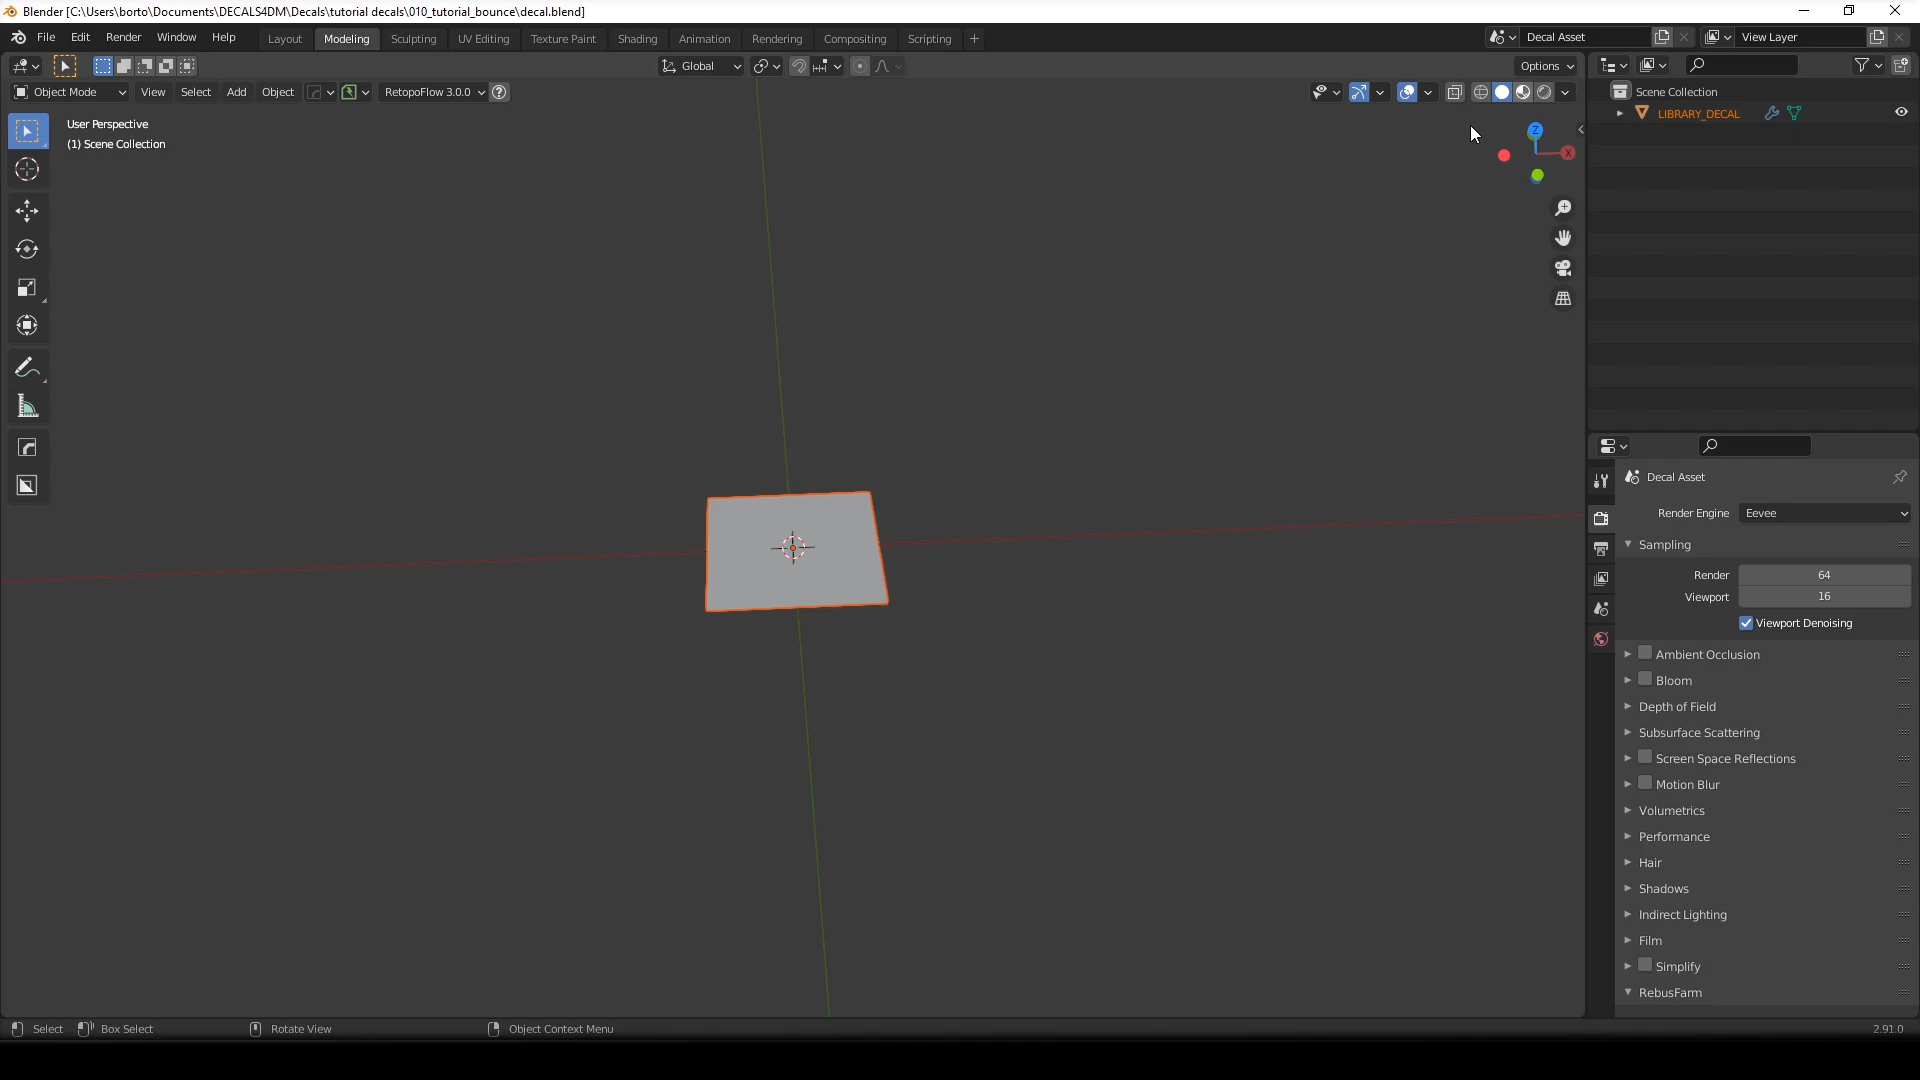 Blender [C:\Users\borto\Documents\DECALS4DM\Decals\tutorial decals\010_tutorial_bounce\decal.blend]
File Edit Render Window Help Layout Modeling Sculpting UV Editing Texture Paint Shading Animation Rendering Compositing Scripting + Decal Asset View Layer
Global Options
Object Mode View Select Add Object RetopoFlow 3.0.0
Scene Collection
LIBRARY_DECAL
User Perspective
(1) Scene Collection
Z
X
Decal Asset
Render Engine Eevee
Sampling
Render 64
Viewport 16
Viewport Denoising
Ambient Occlusion
Bloom
Depth of Field
Subsurface Scattering
Screen Space Reflections
Motion Blur
Volumetrics
Performance
Hair
Shadows
Indirect Lighting
Film
Simplify
RebusFarm
Select Box Select Rotate View Object Context Menu 2.91.0